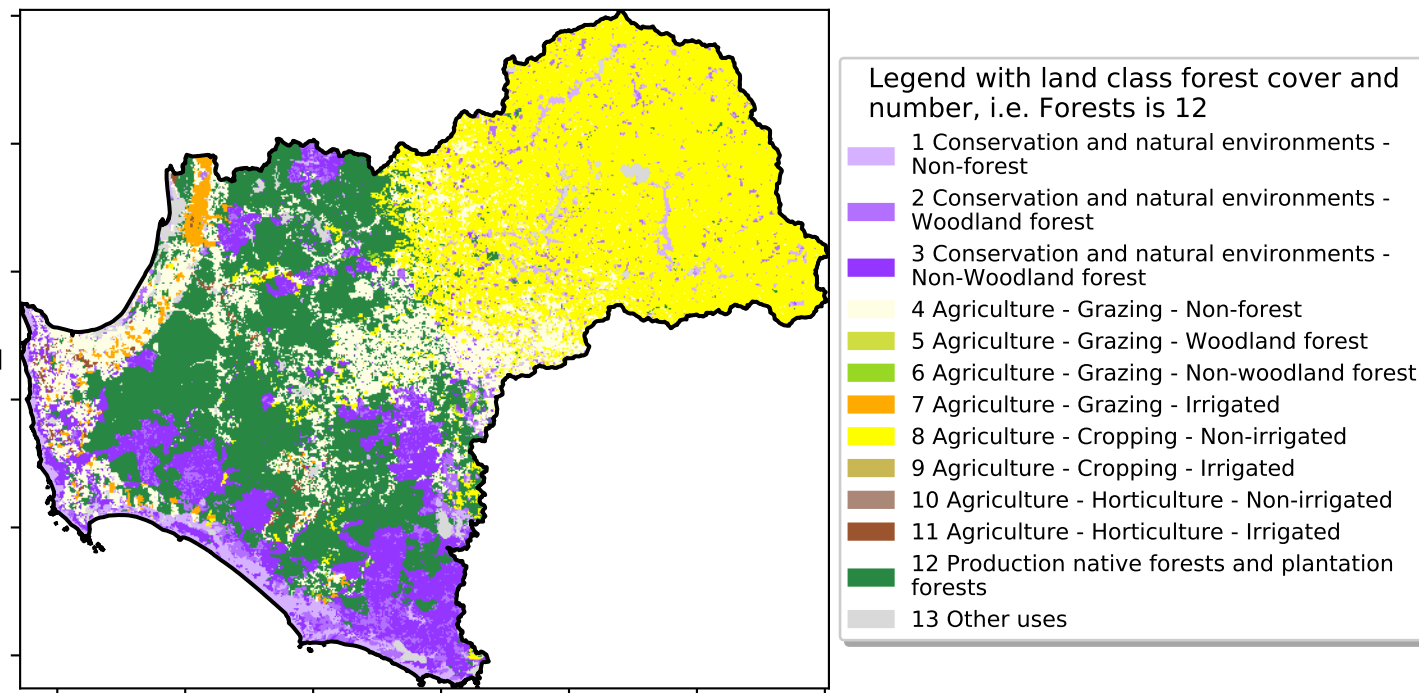 Legend with land class forest cover and
number, i.e. Forests is 12
1 Conservation and natural environments -
Non-forest
2 Conservation and natural environments -
Woodland forest
3 Conservation and natural environments -
Non-Woodland forest
4 Agriculture - Grazing - Non-forest
5 Agriculture - Grazing - Woodland forest
6 Agriculture - Grazing - Non-woodland forest
7 Agriculture - Grazing - Irrigated
8 Agriculture - Cropping - Non-irrigated
9 Agriculture - Cropping - Irrigated
10 Agriculture - Horticulture - Non-irrigated
11 Agriculture - Horticulture - Irrigated
12 Production native forests and plantation
forests
13 Other uses